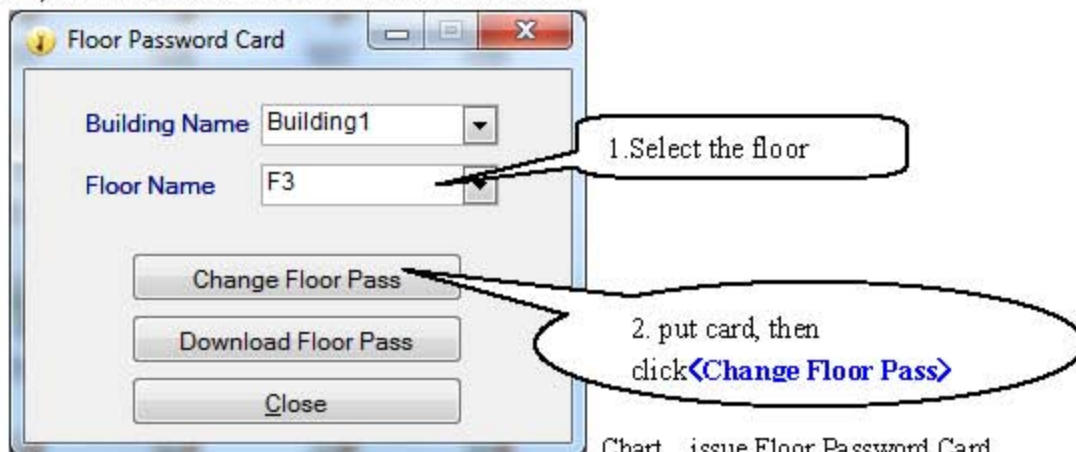 Floor Password Card
Building Name Building1
1.Select the floor
Floor Name F3
Change Floor Pass
2. put card, then
click<Change Floor Pass>
Download Floor Pass
Close
Chart issue Floor Password Card